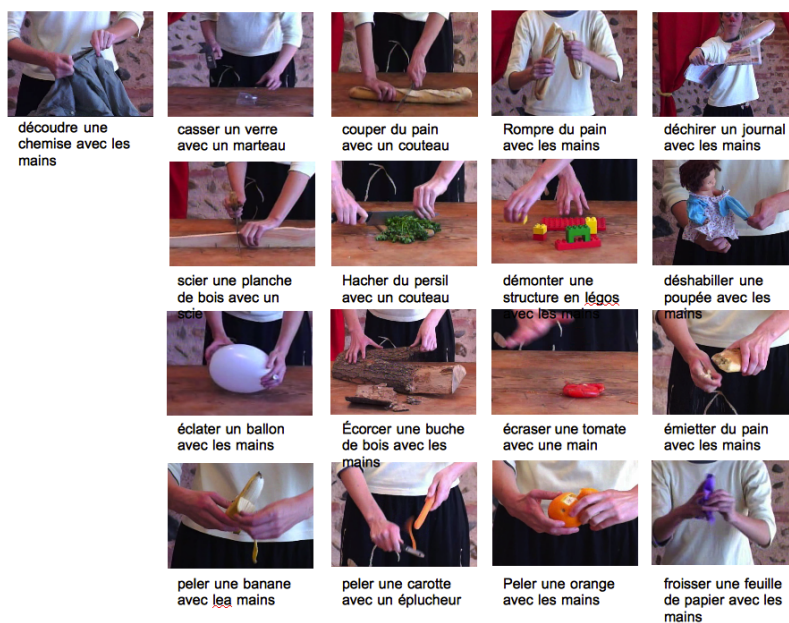 découdre une
chemise avec les
mains
casser un verre
avec un marteau
couper du pain
avec un couteau
Rompre du pain
avec les mains
déchirer un journal
avec les mains
scier une planche
de bois avec un
scie
Hacher du persil
avec un couteau
démonter une
structure en légos
avec les mains
déshabiller une
poupée avec les
mains
éclater un ballon
avec les mains
Écorcer une buche
de bois avec les
mains
écraser une tomate
avec une main
émietter du pain
avec les mains
peler une banane
avec lea mains
peler une carotte
avec un éplucheur
Peler une orange
avec les mains
froisser une feuille
de papier avec les
mains